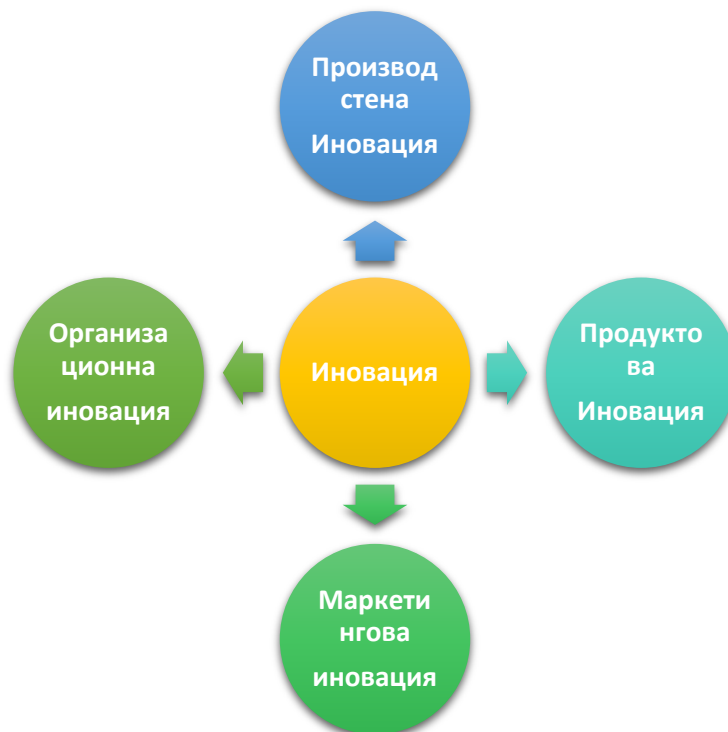 Производ
стена
Иновация
Организа
ционна
иновация
Иновация
Продукто
ва
Иновация
Маркети
нгова
иновация